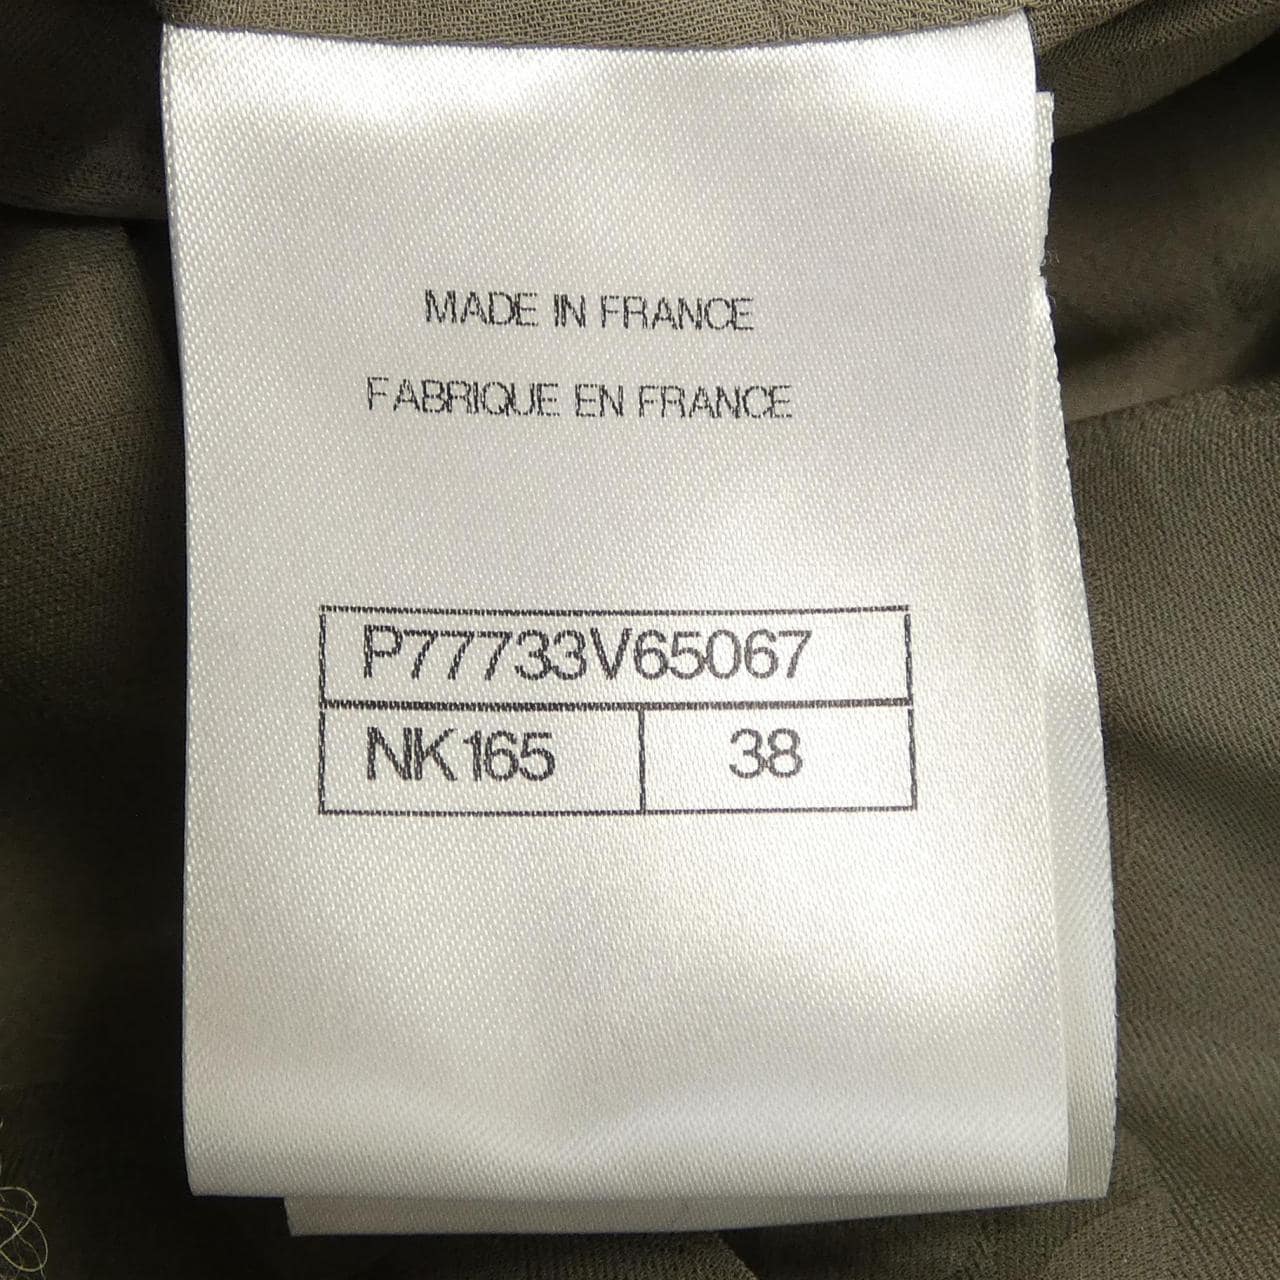 MADE IN FRANCE
FABRIQUE EN FRANCE
P77733V65067
NK165 38